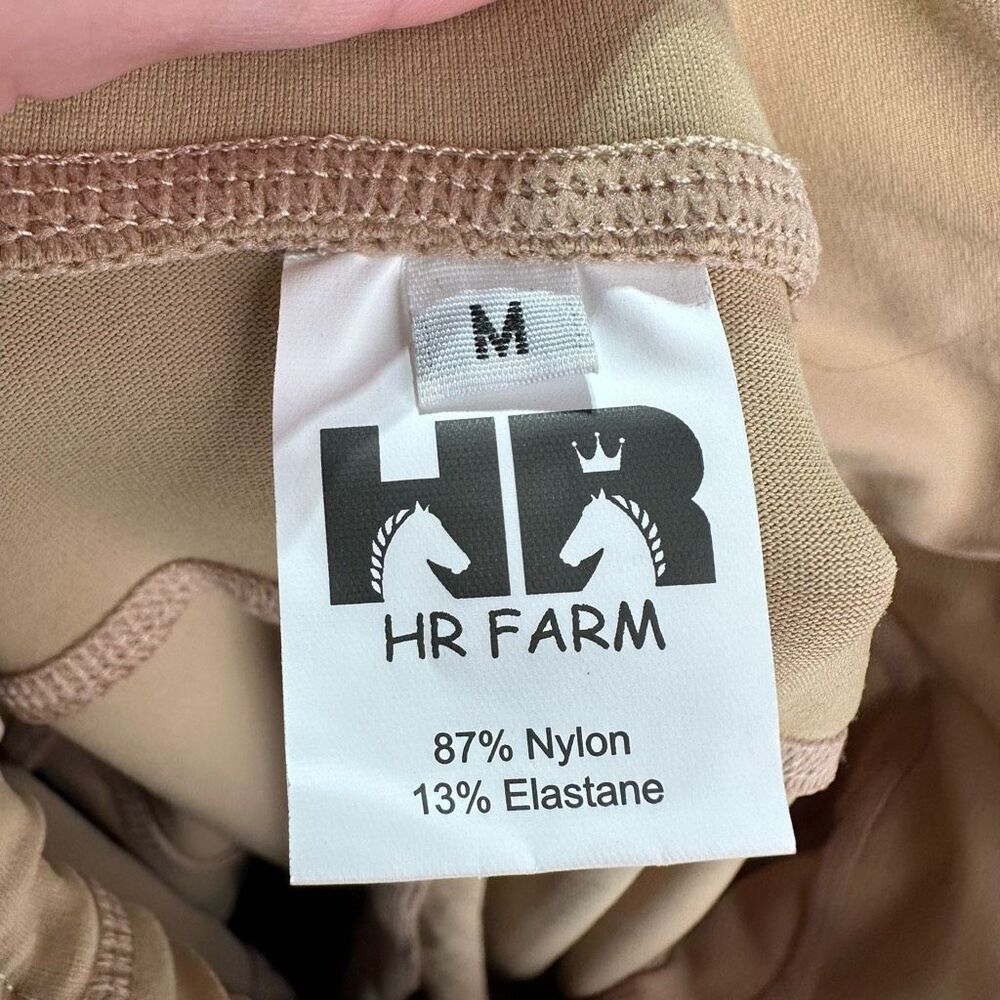 M
HR
HR FARM
87% Nylon
13% Elastane